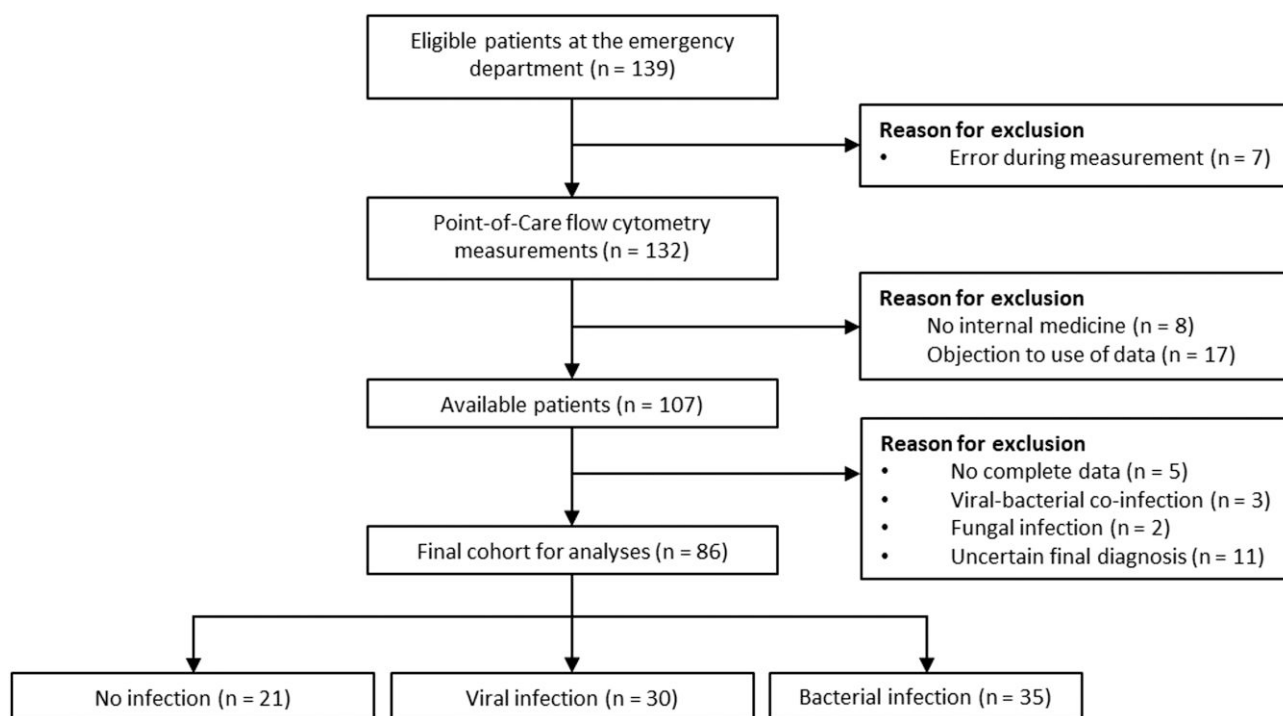 Eligible patients at the emergency
department (n = 139)
Reason for exclusion
• Error during measurement (n = 7)
Point-of-Care flow cytometry
measurements (n = 132)
Reason for exclusion
No internal medicine (n = 8)
Objection to use of data (n = 17)
Available patients (n = 107)
Reason for exclusion
• No complete data (n = 5)
• Viral-bacterial co-infection (n = 3)
• Fungal infection (n = 2)
• Uncertain final diagnosis (n = 11)
Final cohort for analyses (n = 86)
No infection (n = 21)
Viral infection (n = 30)
Bacterial infection (n = 35)